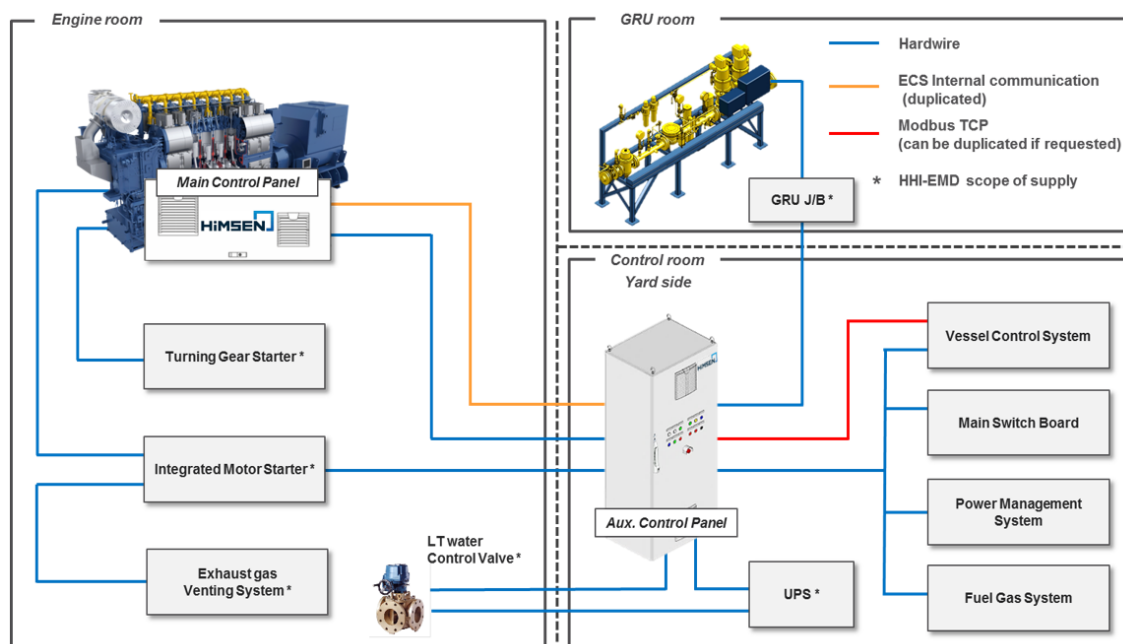 Engine room
Main Control Panel
HiMSEN
Turning Gear Starter *
Integrated Motor Starter *
Exhaust gas
Venting System *
LT water
Control Valve *
GRU room
GRU J/B *
Hardwire
ECS Internal communication
(duplicated)
Modbus TCP
(can be duplicated if requested)
* HHI-EMD scope of supply
Control room
Yard side
HiMSEN
Aux. Control Panel
UPS *
Vessel Control System
Main Switch Board
Power Management
System
Fuel Gas System